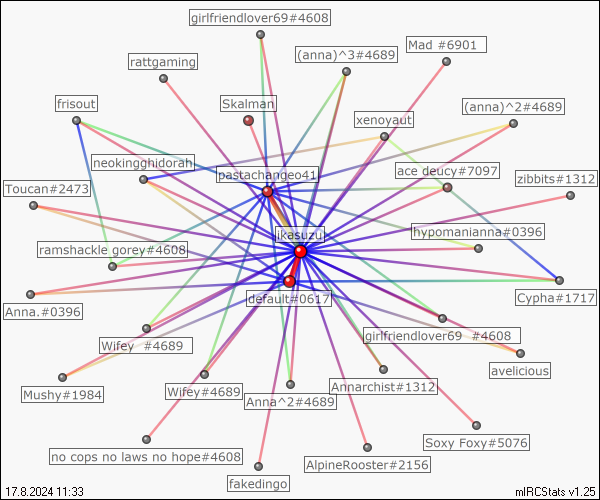 girlfriendlover69#4608
(anna)^3#4689
Mad #6901
rattgaming
frisout
Skalman
xenoyaut
(anna)^2#4689
neokingghidorah
pastachangeo41
ace deucy#7097
zibbits#1312
Toucan#2473
ikasuzu
hypomanianna#0396
ramshackle gorey#4608
default#0617
Anna.#0396
Cypha#1717
Wifey  #4689
girlfriendlover69  #4608
avelicious
Mushy#1984
Wifey#4689
Anna^2#4689
Annarchist#1312
Soxy Foxy#5076
no cops no laws no hope#4608
AlpineRooster#2156
fakedingo
17.8.2024 11:33
mIRCStats v1.25